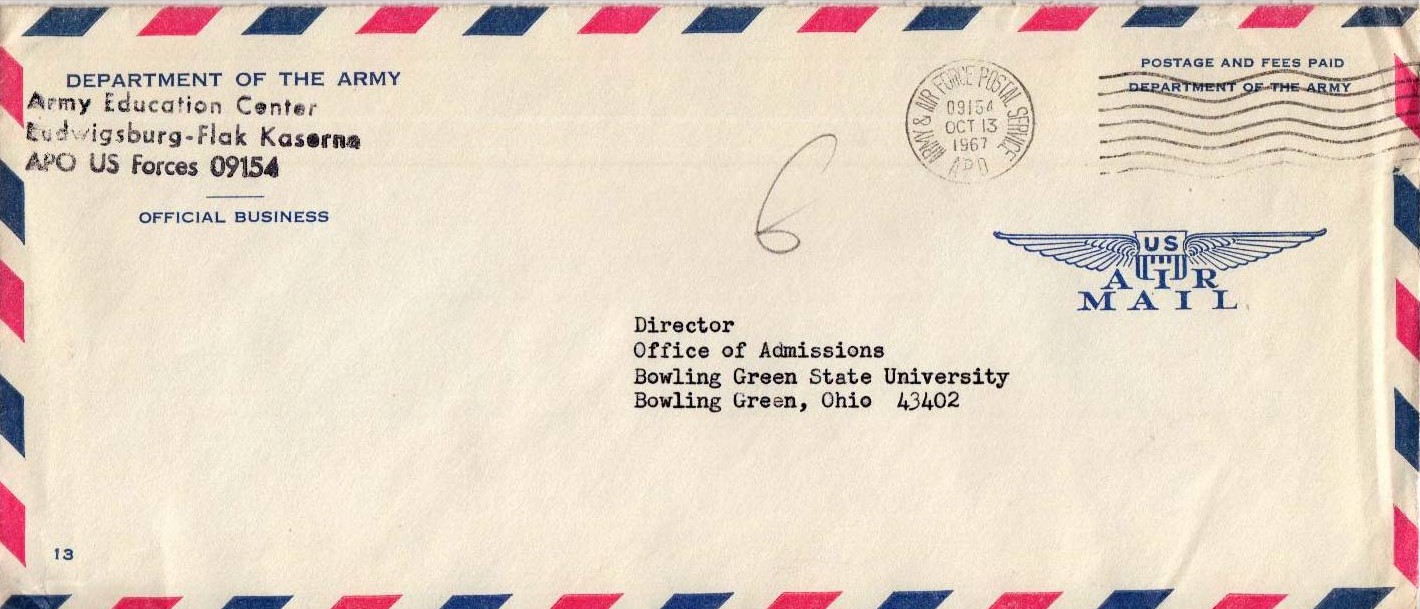 DEPARTMENT OF THE ARMY
Army Education Center
Ludwigsburg-Flak Kaserne
APO US Forces 09154
OFFICIAL BUSINESS
ARMY & AIR FORCE POSTAL SERVICE
09154
OCT 13
1967
APO
POSTAGE AND FEES PAID
DEPARTMENT OF THE ARMY
6
US
AIR
MAIL
Director
Office of Admissions
Bowling Green State University
Bowling Green, Ohio 43402
13